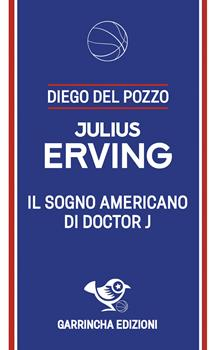 DIEGO DEL POZZO
JULIUS
ERVING
IL SOGNO AMERICANO
DI DOCTOR J
GARRINCHA EDIZIONI